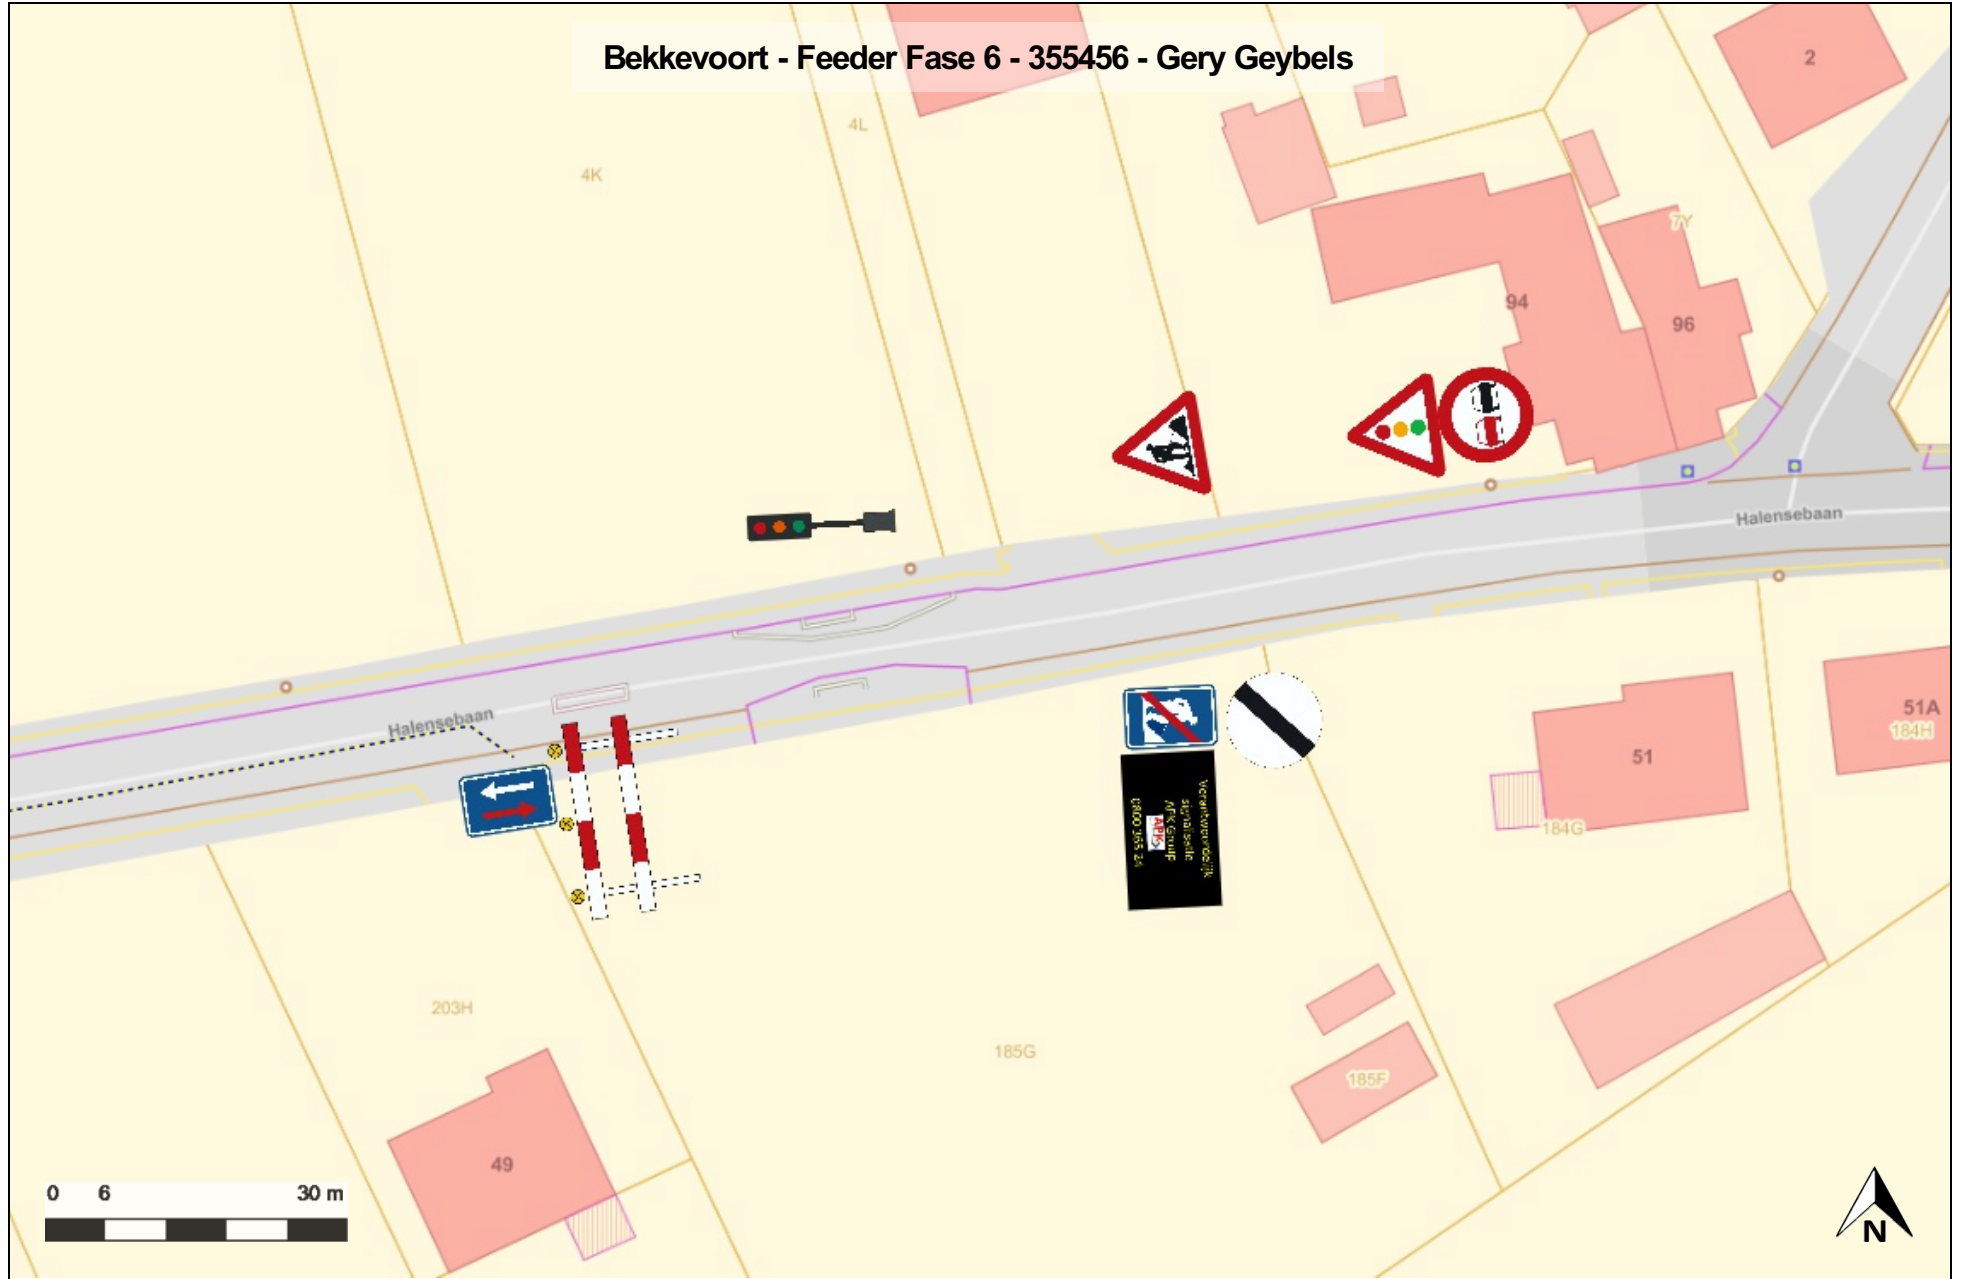 Bekkevoort - Feeder Fase 6 - 355456 - Gery Geybels
2
4L
4K
7Y
94
96
Halensebaan
Halensebaan
51A
184H
51
184G
Verantwoordelijk
signalisatie
APK Group
APK
0800 365 24
203H
185G
185F
49
0 6 30 m
N